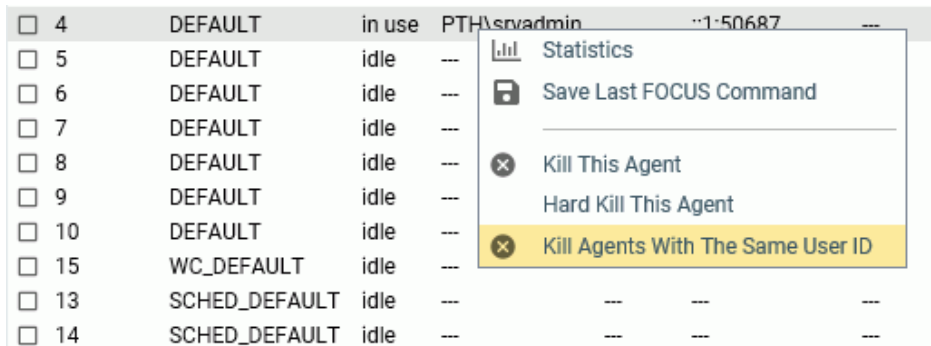 4 DEFAULT in use PTH\srvadmin ::1:50687 ---
Statistics
5 DEFAULT idle ---
6 DEFAULT idle ---
Save Last FOCUS Command
7 DEFAULT idle ---
8 DEFAULT idle ---
Kill This Agent
9 DEFAULT idle ---
Hard Kill This Agent
10 DEFAULT idle ---
Kill Agents With The Same User ID
15 WC_DEFAULT idle ---
13 SCHED_DEFAULT idle --- --- --- ---
14 SCHED_DEFAULT idle --- --- --- ---